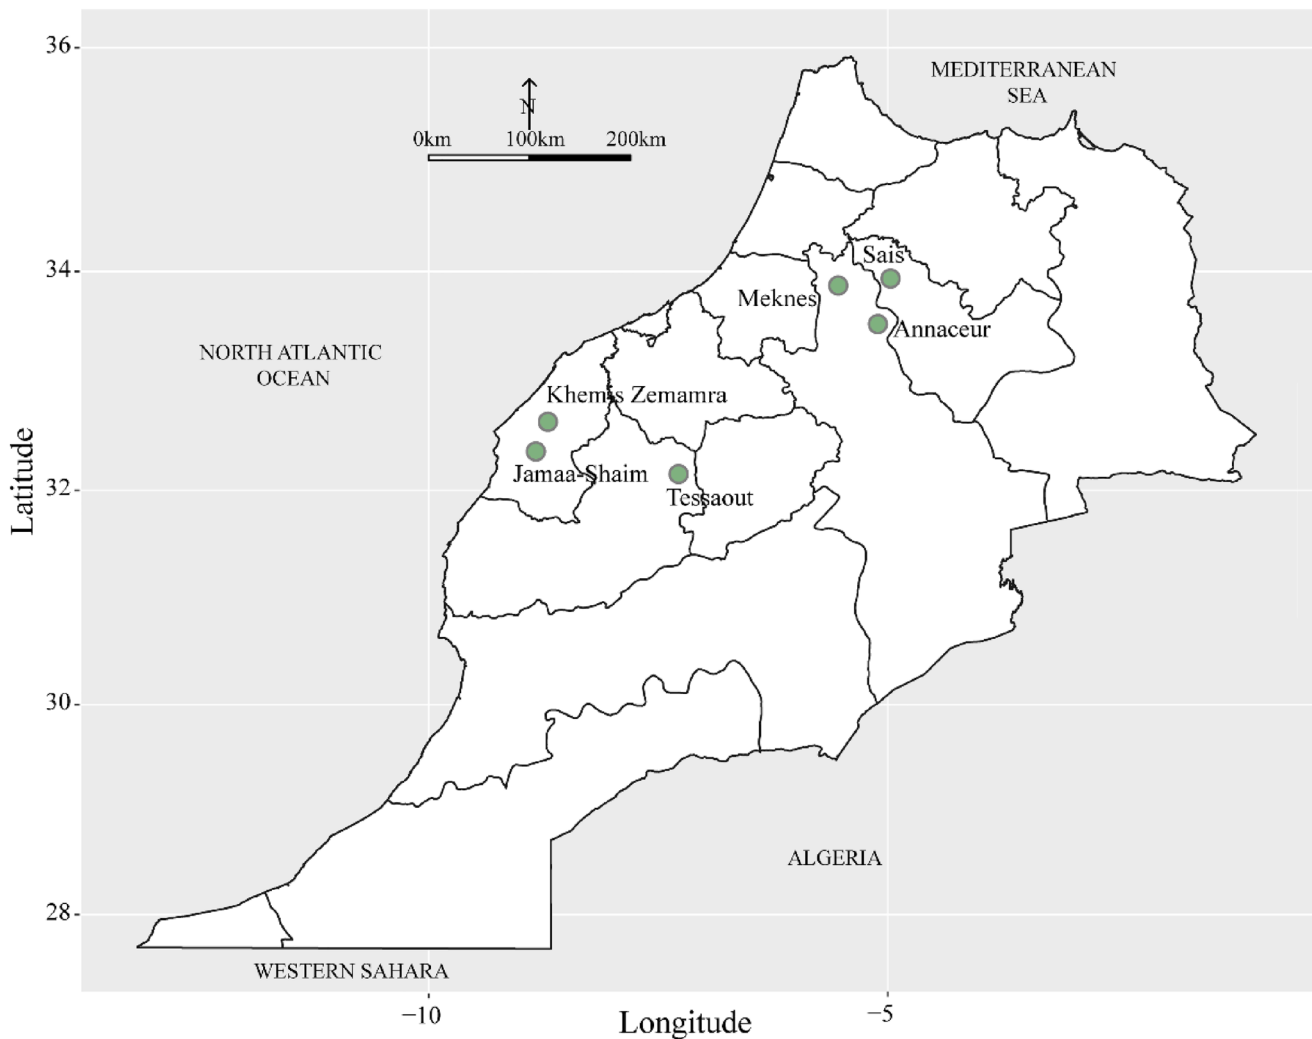 36
MEDITERRANEAN
SEA
N
0km 100km 200km
34
Sais
Meknes
Annaceur
NORTH ATLANTIC
OCEAN
Khemis Zemamra
Jamaa-Shaim
32
Tessaout
Latitude
30
ALGERIA
28
WESTERN SAHARA
−10
−5
Longitude